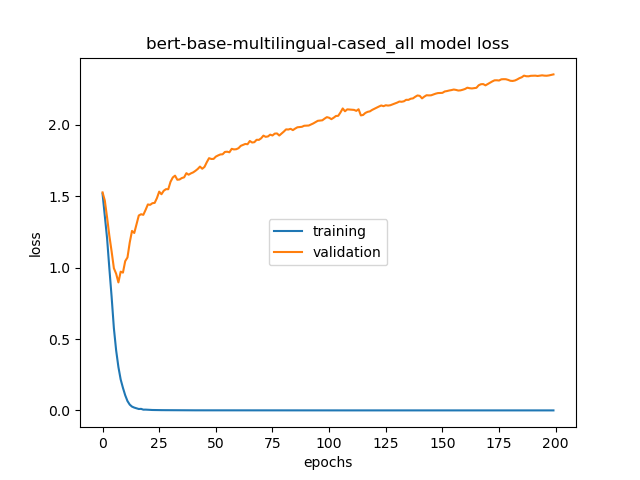 bert-base-multilingual-cased_all model loss
2.0
1.5
1.0
0.5
0.0
loss
training
validation
0 25 50 75 100 125 150 175 200
epochs